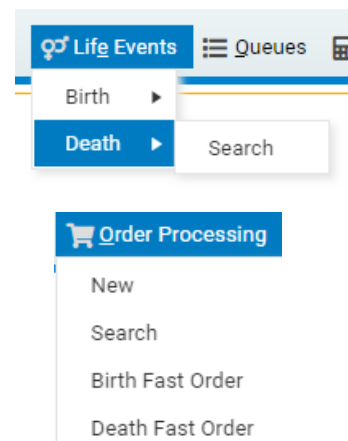 Life Events Queues
Birth
Death Search
Order Processing
New
Search
Birth Fast Order
Death Fast Order